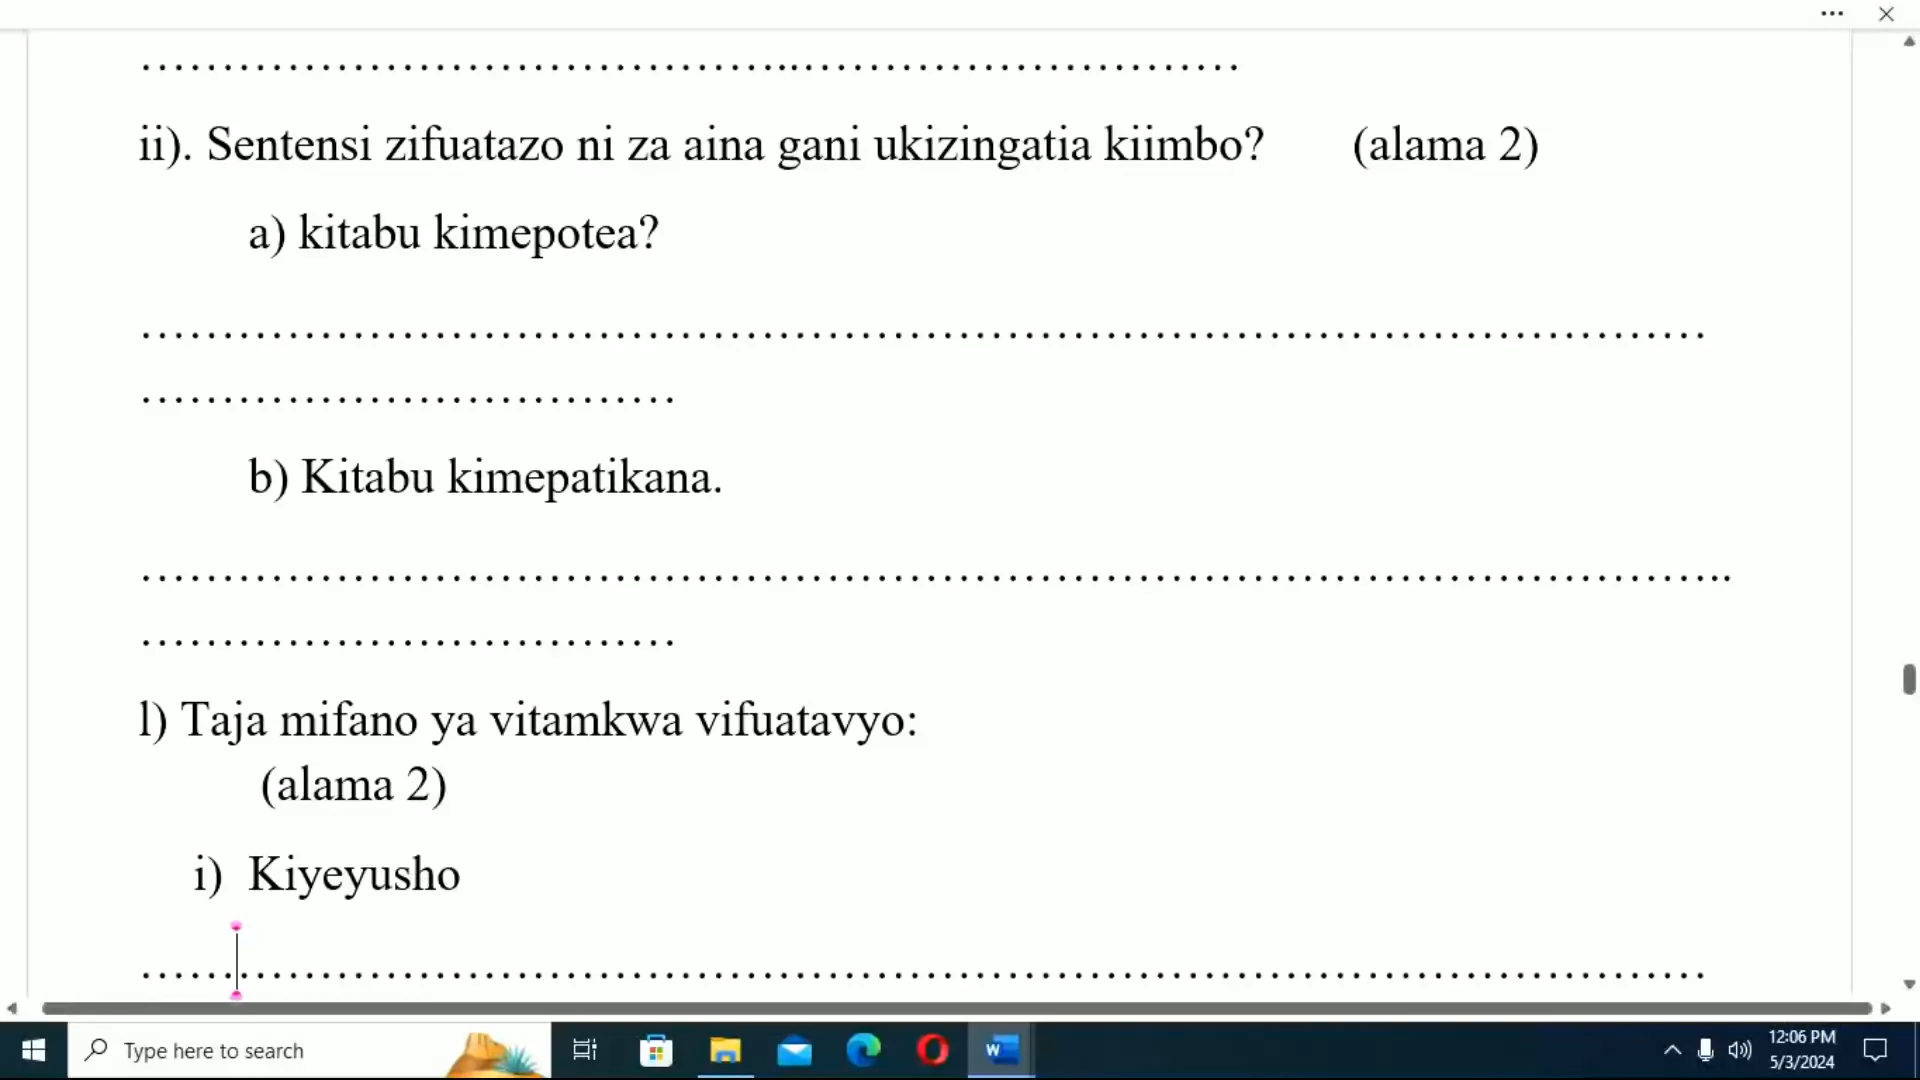 ……………………………………..………………………
ii). Sentensi zifuatazo ni za aina gani ukizingatia kiimbo? (alama 2)
a) kitabu kimepotea?
………………………………………………………………………………………
……………………………
b) Kitabu kimepatikana.
………………………………………………………………………………………..
……………………………
l) Taja mifano ya vitamkwa vifuatavyo:
(alama 2)
i) Kiyeyusho
………………………………………………………………………………………
Type here to search
12:06 PM
5/3/2024